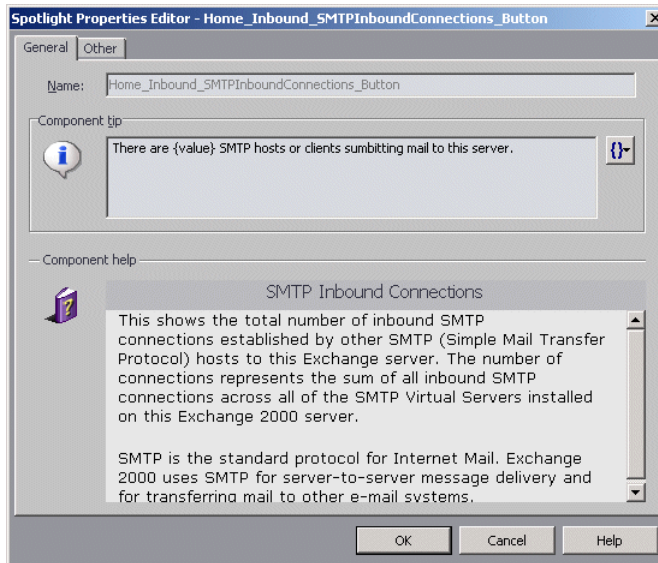 Spotlight Properties Editor - Home_Inbound_SMTPInboundConnections_Button
General Other
Name: Home_Inbound_SMTPInboundConnections_Button
Component tip
There are {value} SMTP hosts or clients sumbitting mail to this server.
{}
Component help
SMTP Inbound Connections
This shows the total number of inbound SMTP
connections established by other SMTP (Simple Mail Transfer
Protocol) hosts to this Exchange server. The number of
connections represents the sum of all inbound SMTP
connections across all of the SMTP Virtual Servers installed
on this Exchange 2000 server.
SMTP is the standard protocol for Internet Mail. Exchange
2000 uses SMTP for server-to-server message delivery and
for transferring mail to other e-mail systems.
OK Cancel Help